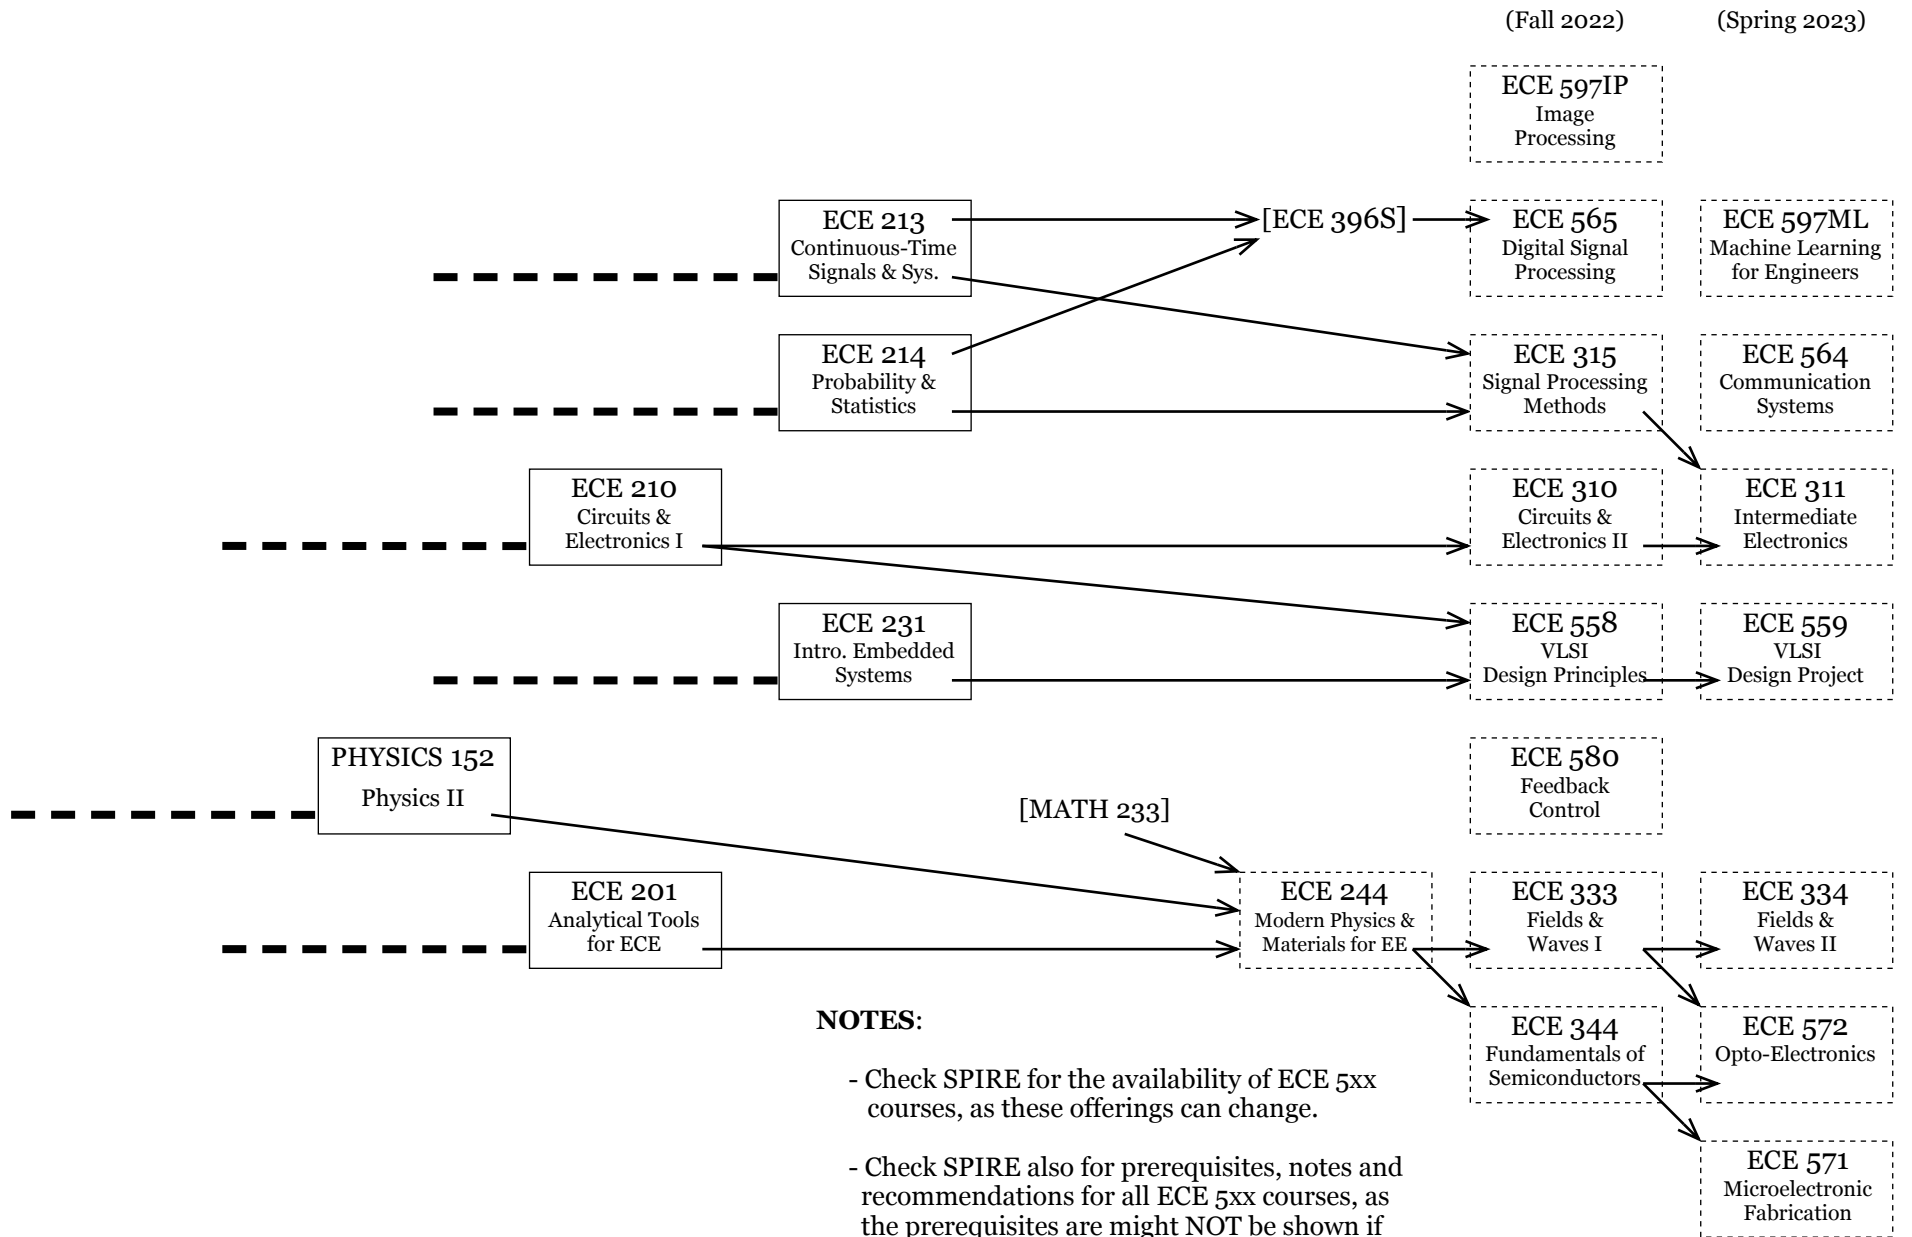 (Fall 2022)
(Spring 2023)
ECE 597IP
Image
Processing
ECE 213
Continuous-Time
Signals & Sys.
[ECE 396S]
ECE 565
Digital Signal
Processing
ECE 597ML
Machine Learning
for Engineers
ECE 214
Probability &
Statistics
ECE 315
Signal Processing
Methods
ECE 564
Communication
Systems
ECE 210
Circuits &
Electronics I
ECE 310
Circuits &
Electronics II
ECE 311
Intermediate
Electronics
ECE 231
Intro. Embedded
Systems
ECE 558
VLSI
Design Principles
ECE 559
VLSI
Design Project
PHYSICS 152
Physics II
[MATH 233]
ECE 580
Feedback
Control
ECE 201
Analytical Tools
for ECE
ECE 244
Modern Physics &
Materials for EE
ECE 333
Fields &
Waves I
ECE 334
Fields &
Waves II
ECE 344
Fundamentals of
Semiconductors
ECE 572
Opto-Electronics
ECE 571
Microelectronic
Fabrication
NOTES:
- Check SPIRE for the availability of ECE 5xx
courses, as these offerings can change.
- Check SPIRE also for prerequisites, notes and
recommendations for all ECE 5xx courses, as
the prerequisites are might NOT be shown if